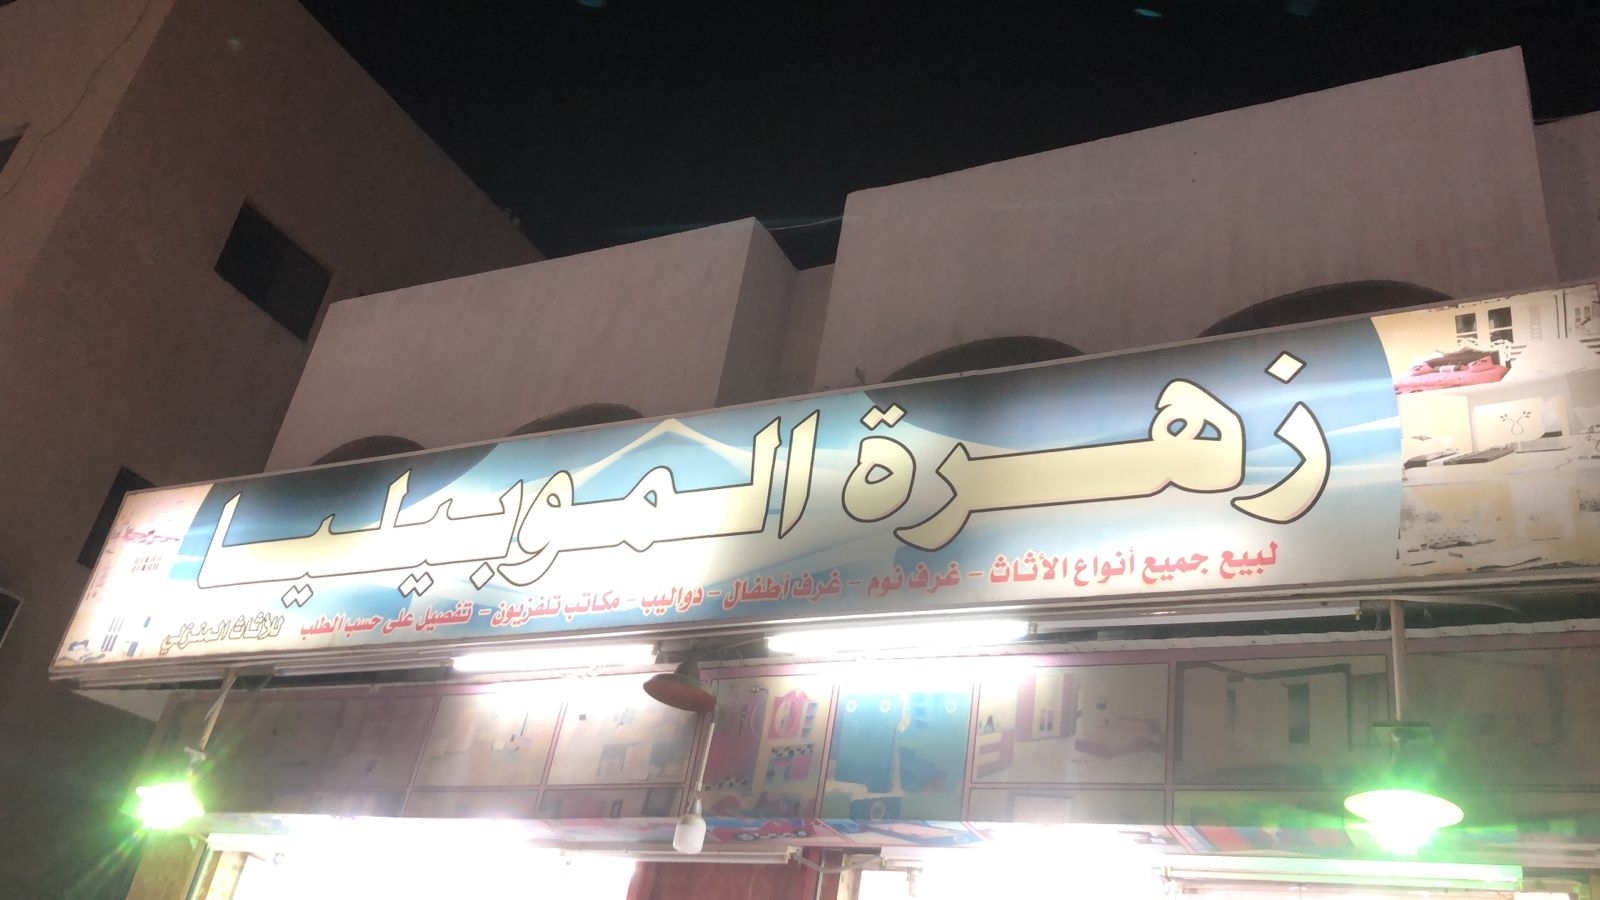 زهرة الموبيليا
لبيع جميع أنواع الأثاث - غرف نوم - غرف أطفال - دواليب - مكاتب تلفزيون - تفصيل على حسب الطلب
للأثاث المنزلي